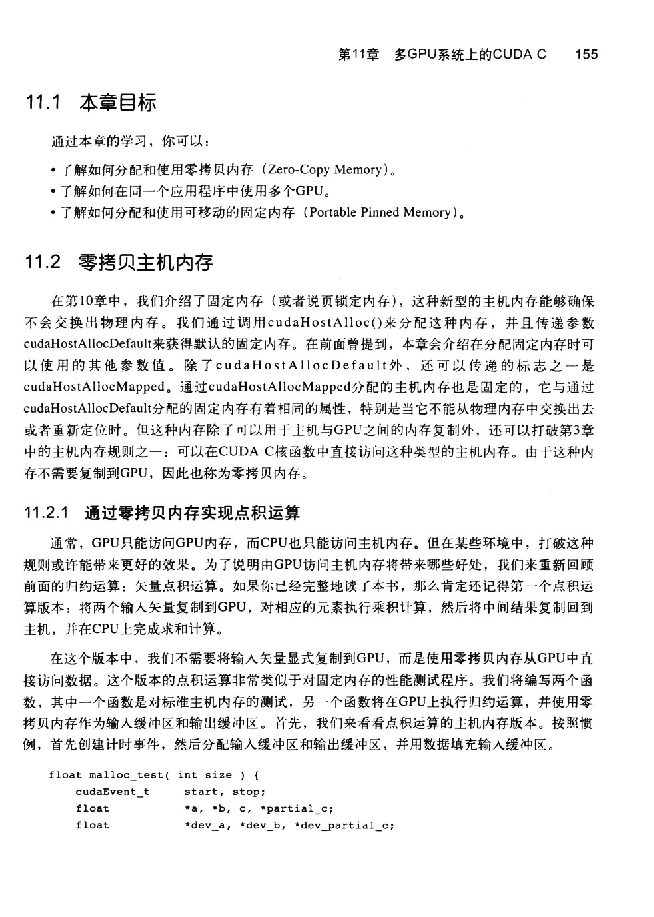 第11章 多GPU系统上的CUDA C 155
11.1 本章目标
通过本章的学习，你可以：
• 了解如何分配和使用零拷贝内存（Zero-Copy Memory）。
• 了解如何在同一个应用程序中使用多个GPU。
• 了解如何分配和使用可移动的固定内存（Portable Pinned Memory）。
11.2 零拷贝主机内存
在第10章中，我们介绍了固定内存（或者说页锁定内存），这种新型的主机内存能够确保
不会交换出物理内存。我们通过调用cudaHostAlloc()来分配这种内存，并且传递参数
cudaHostAllocDefault来获得默认的固定内存。在前面曾提到，本章会介绍在分配固定内存时可
以使用的其他参数值。除了cudaHostAllocDefault外，还可以传递的标志之一是
cudaHostAllocMapped。通过cudaHostAllocMapped分配的主机内存也是固定的，它与通过
cudaHostAllocDefault分配的固定内存有着相同的属性，特别是当它不能从物理内存中交换出去
或者重新定位时。但这种内存除了可以用于主机与GPU之间的内存复制外，还可以打破第3章
中的主机内存规则之一：可以在CUDA C核函数中直接访问这种类型的主机内存。由于这种内
存不需要复制到GPU，因此也称为零拷贝内存。
11.2.1 通过零拷贝内存实现点积运算
通常，GPU只能访问GPU内存，而CPU也只能访问主机内存。但在某些环境中，打破这种
规则或许能带来更好的效果。为了说明由GPU访问主机内存将带来哪些好处，我们来重新回顾
前面的归约运算：矢量点积运算。如果你已经完整地读了本书，那么肯定还记得第一个点积运
算版本：将两个输入矢量复制到GPU，对相应的元素执行乘积计算，然后将中间结果复制回到
主机，并在CPU上完成求和计算。
在这个版本中，我们不需要将输入矢量显式复制到GPU，而是使用零拷贝内存从GPU中直
接访问数据。这个版本的点积运算非常类似于对固定内存的性能测试程序。我们将编写两个函
数，其中一个函数是对标准主机内存的测试，另一个函数将在GPU上执行归约运算，并使用零
拷贝内存作为输入缓冲区和输出缓冲区。首先，我们来看看点积运算的主机内存版本。按照惯
例，首先创建计时事件，然后分配输入缓冲区和输出缓冲区，并用数据填充输入缓冲区。
float malloc_test( int size ) {
cudaEvent_t start, stop;
float *a, *b, c, *partial_c;
float *dev_a, *dev_b, *dev_partial_c;